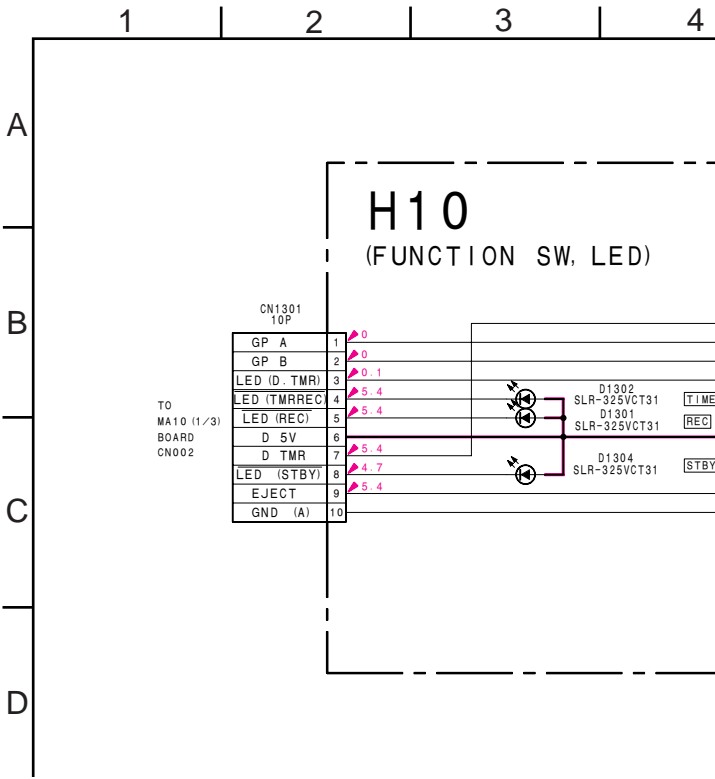 1 2 3 4
A
H10
(FUNCTION SW, LED)
B
CN1301
10P
GP A 1 0
GP B 2 0
LED (D. TMR) 3 0.1
LED (TMRREC) 4 5.4
LED (REC) 5 5.4
D 5V 6
D TMR 7 5.4
LED (STBY) 8 4.7
EJECT 9 5.4
GND (A) 10
TO
MA10 (1/3)
BOARD
CN002
D1302
SLR-325VCT31
D1301
SLR-325VCT31
D1304
SLR-325VCT31
TIME
REC
STBY
C
D